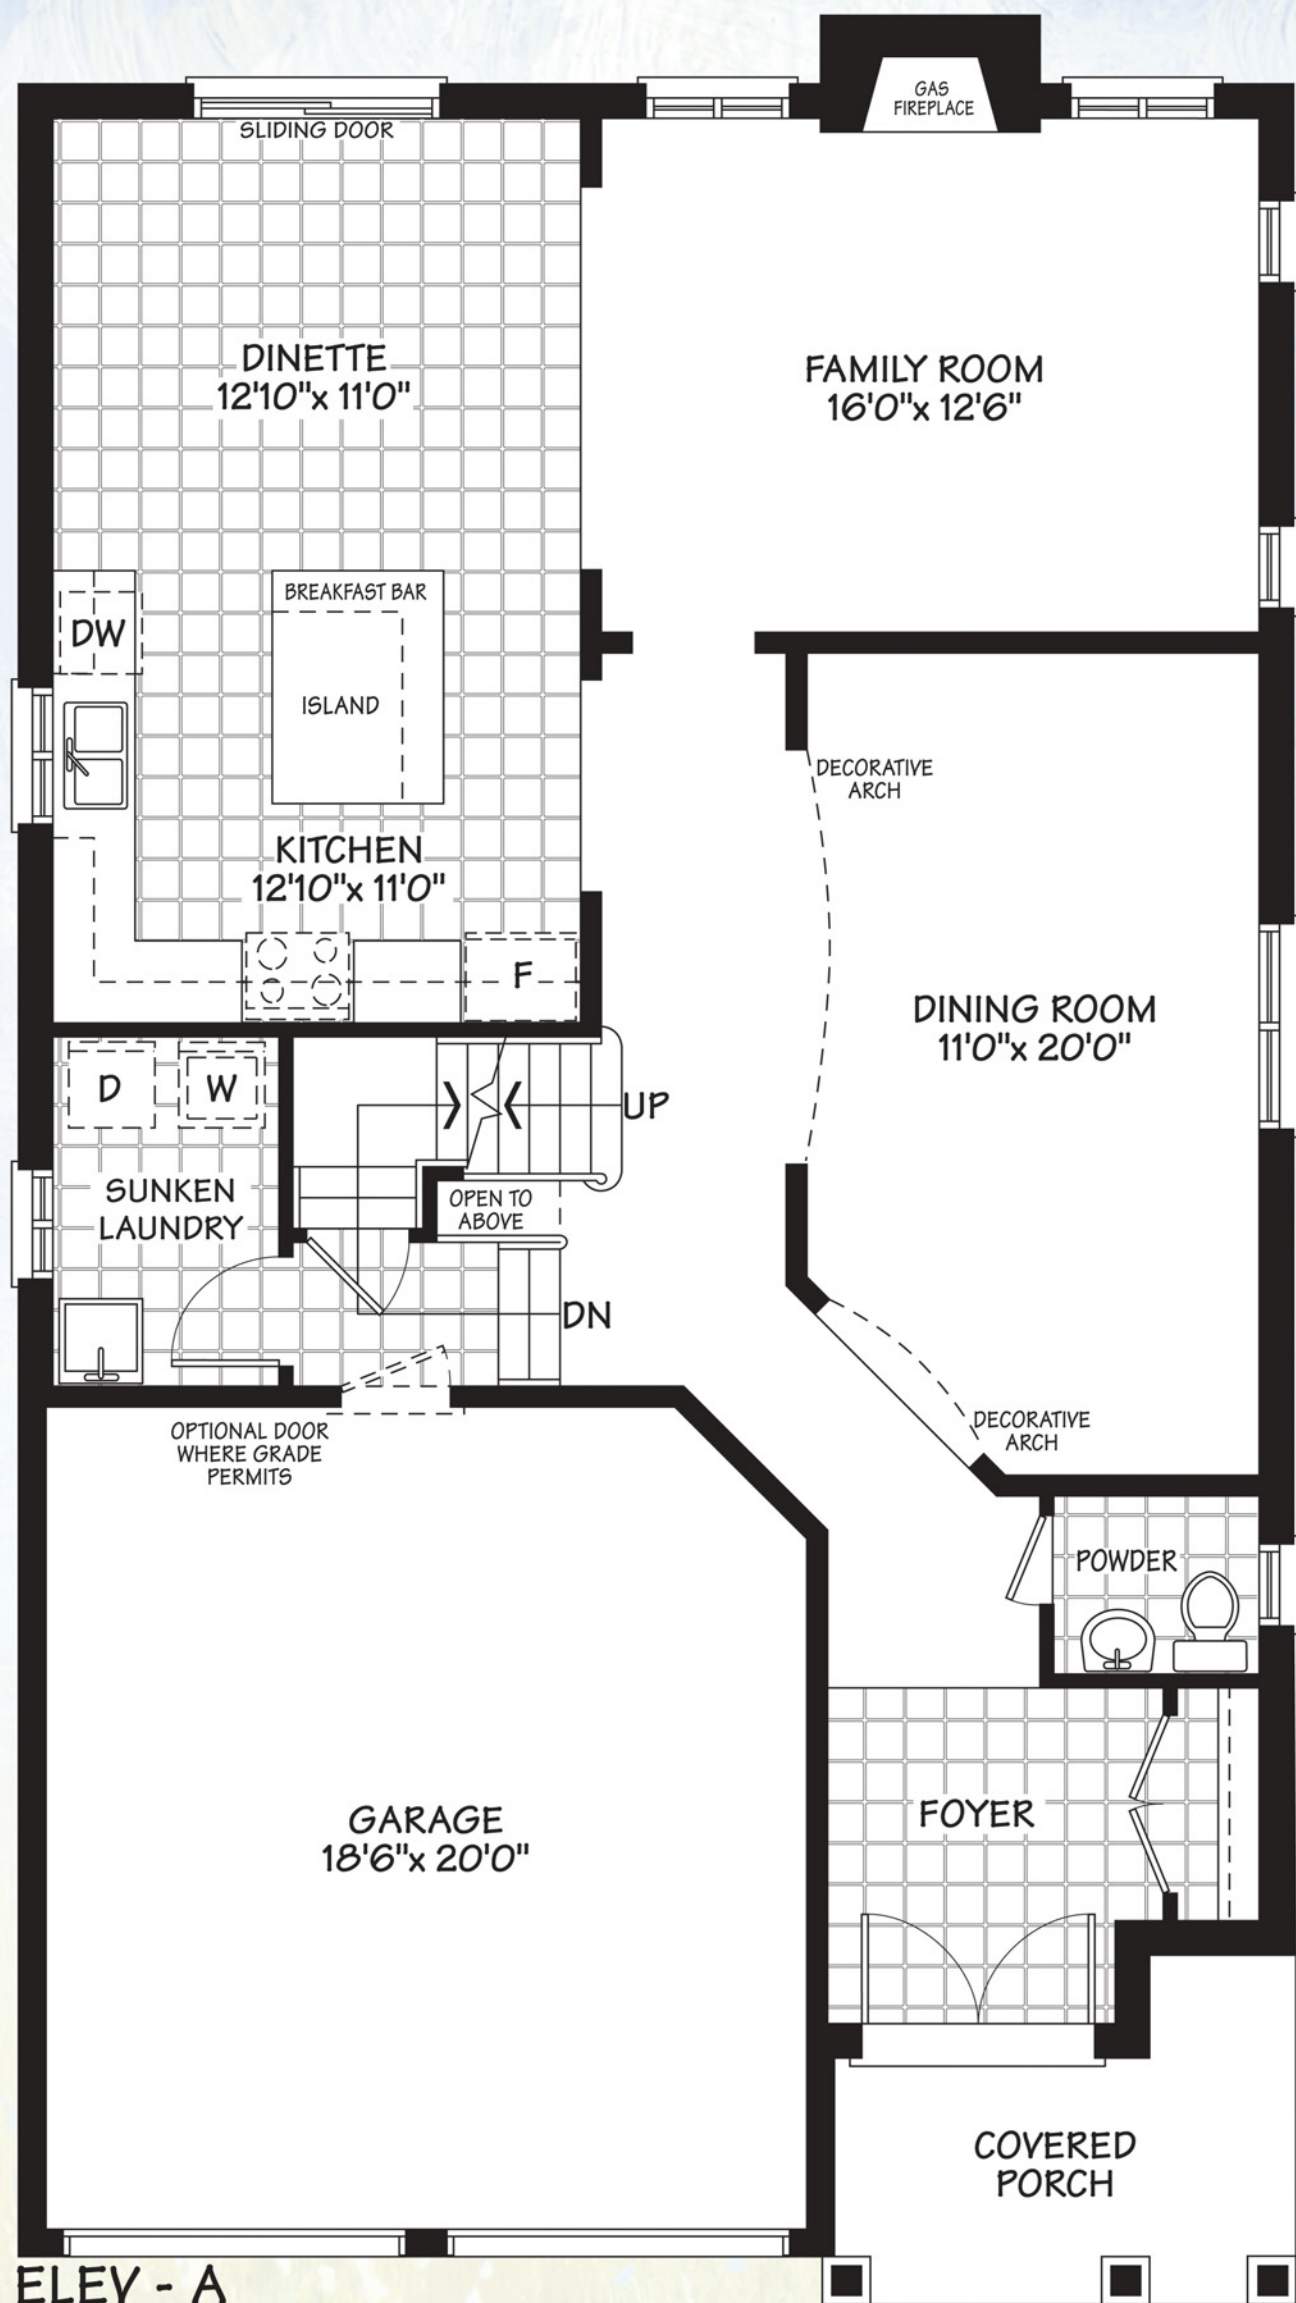 GAS
FIREPLACE
SLIDING DOOR
DINETTE
12'10"x 11'0"
FAMILY ROOM
16'0"x 12'6"
BREAKFAST BAR
DW
ISLAND
DECORATIVE
ARCH
KITCHEN
12'10"x 11'0"
F
DINING ROOM
11'0"x 20'0"
D
W
UP
SUNKEN
LAUNDRY
OPEN TO
ABOVE
DN
DECORATIVE
ARCH
OPTIONAL DOOR
WHERE GRADE
PERMITS
POWDER
FOYER
GARAGE
18'6"x 20'0"
COVERED
PORCH
ELEV - A